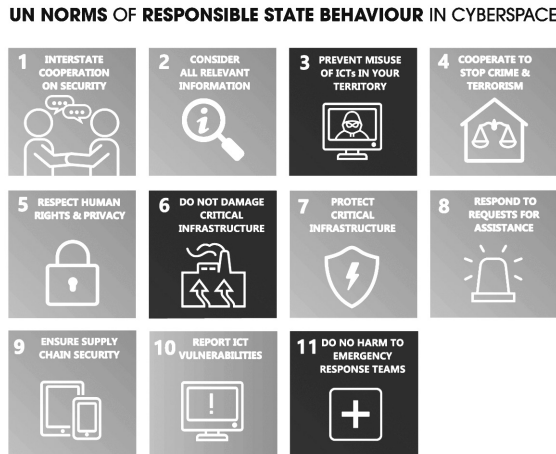 UN NORMS OF RESPONSIBLE STATE BEHAVIOUR IN CYBERSPACE
1 INTERSTATE
COOPERATION
ON SECURITY
2 CONSIDER
ALL RELEVANT
INFORMATION
i
3 PREVENT MISUSE
OF ICTs IN YOUR
TERRITORY
4 COOPERATE TO
STOP CRIME &
TERRORISM
5 RESPECT HUMAN
RIGHTS & PRIVACY
6 DO NOT DAMAGE
CRITICAL
INFRASTRUCTURE
7 PROTECT
CRITICAL
INFRASTRUCTURE
8 RESPOND TO
REQUESTS FOR
ASSISTANCE
9 ENSURE SUPPLY
CHAIN SECURITY
10 REPORT ICT
VULNERABILITIES
!
11 DO NO HARM TO
EMERGENCY
RESPONSE TEAMS